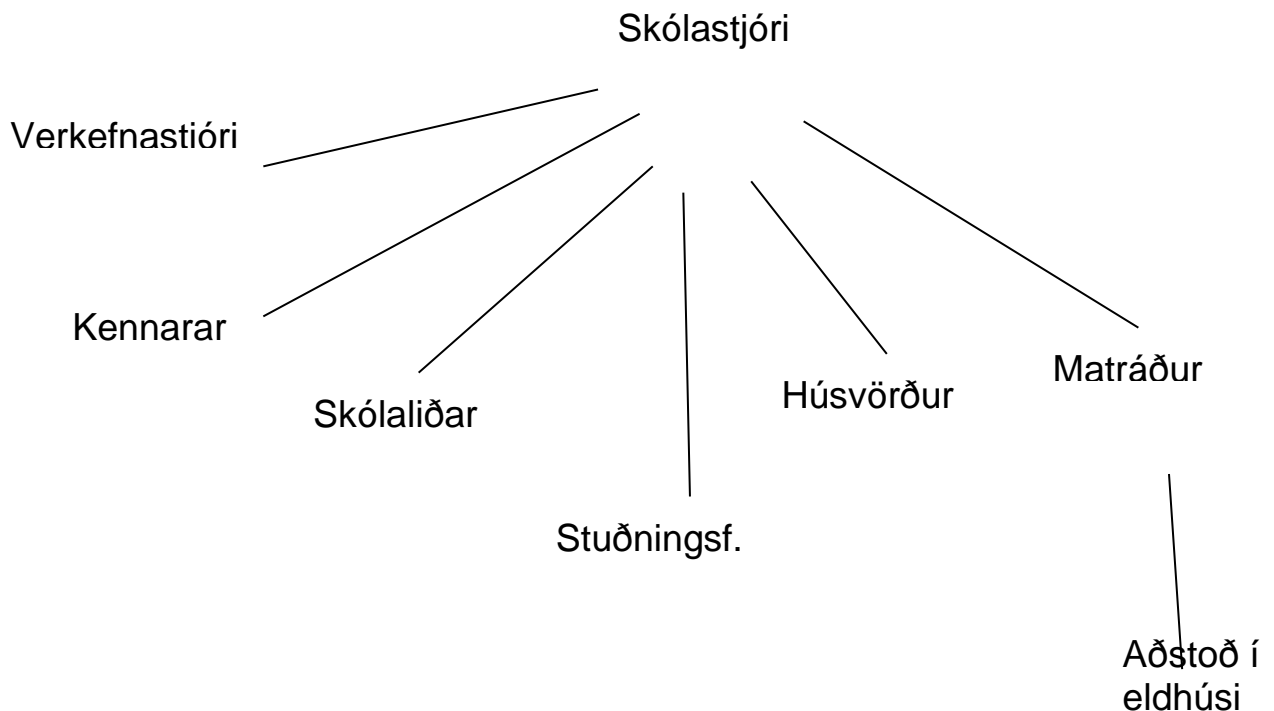 Skólastjóri
Verkefnastjóri
Kennarar
Skólaliðar
Stuðningsf.
Húsvörður
Matráður
Aðstoð í
eldhúsi